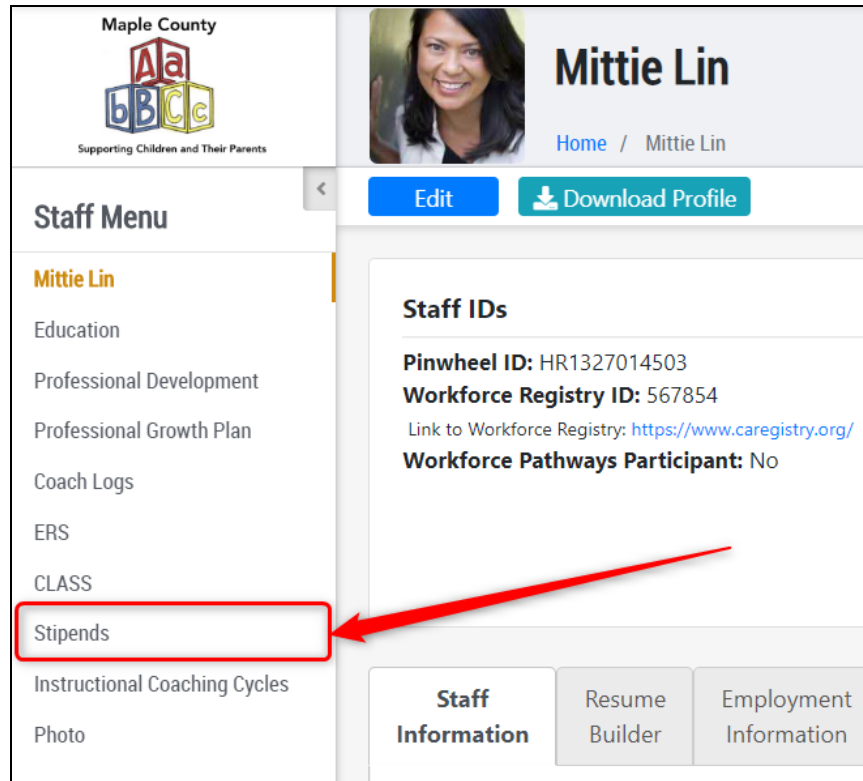 Maple County
Aa
bBCc
Supporting Children and Their Parents
Mittie Lin
Home / Mittie Lin
Edit
Download Profile
<
Staff Menu
Mittie Lin
Education
Professional Development
Professional Growth Plan
Coach Logs
ERS
CLASS
Stipends
Instructional Coaching Cycles
Photo
Staff IDs
Pinwheel ID: HR1327014503
Workforce Registry ID: 567854
Link to Workforce Registry: https://www.caregistry.org/
Workforce Pathways Participant: No
Staff
Information
Resume
Builder
Employment
Information